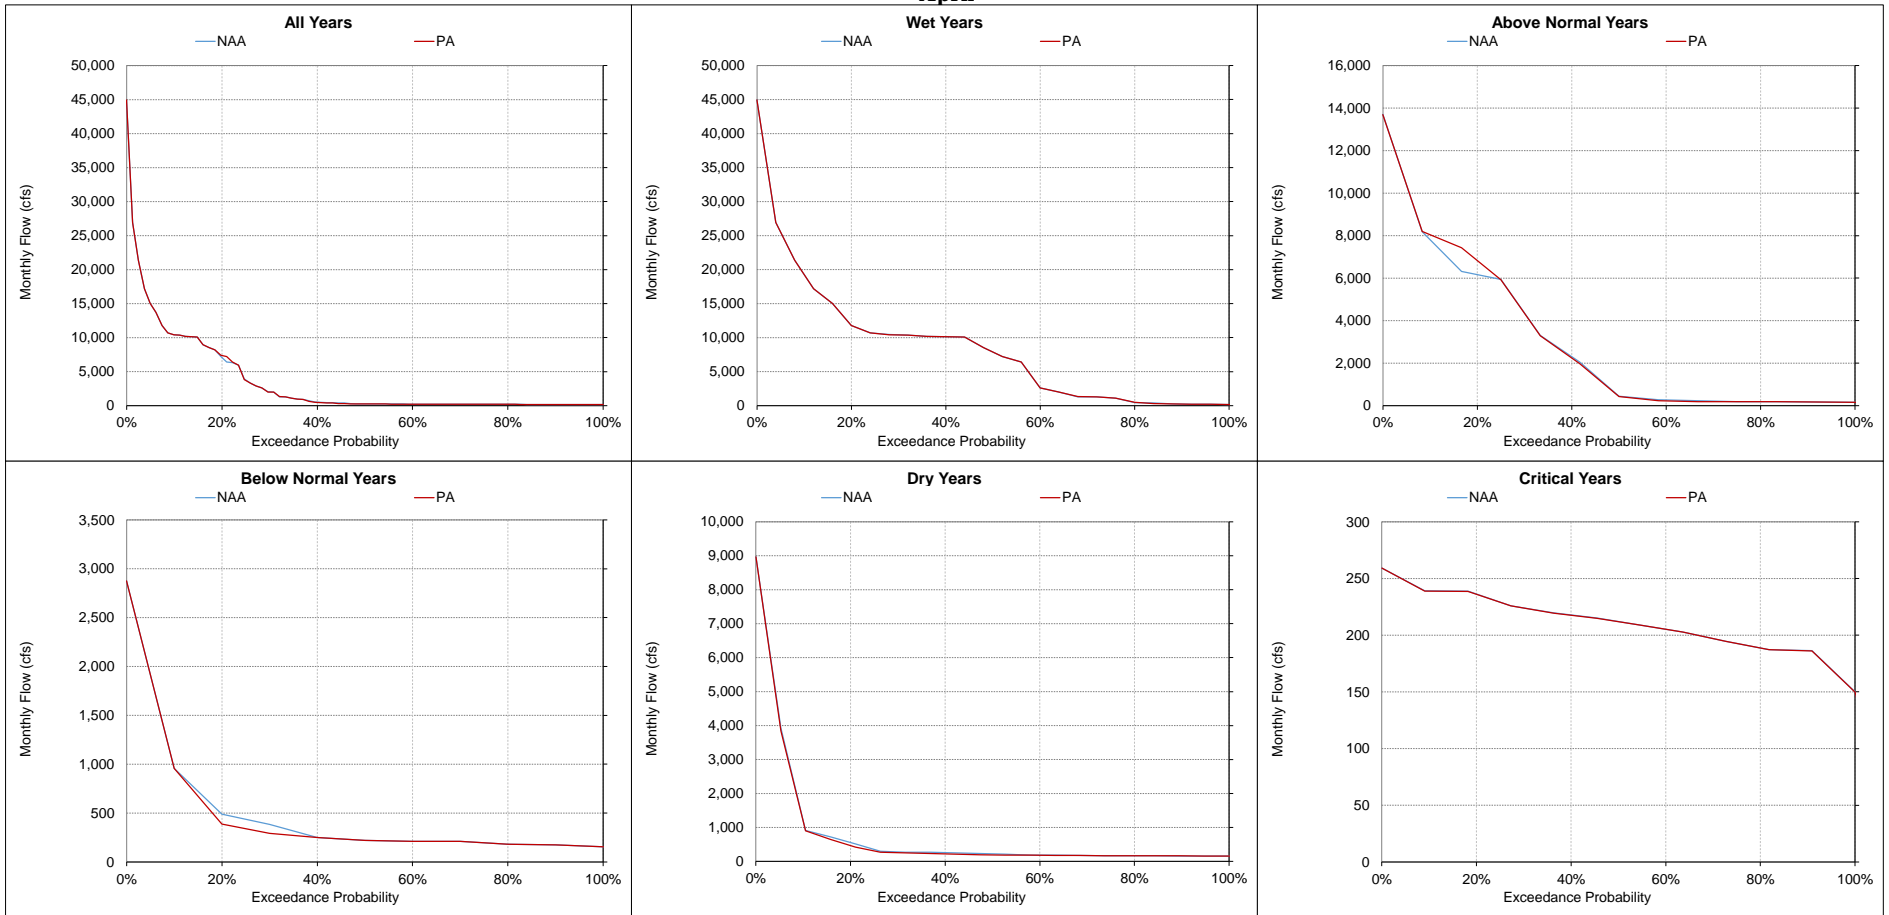 All Years
NAA PA
50,000
45,000
40,000
35,000
30,000
25,000
20,000
15,000
10,000
5,000
0
Monthly Flow (cfs)
0% 20% 40% 60% 80% 100%
Exceedance Probability
Wet Years
NAA PA
50,000
45,000
40,000
35,000
30,000
25,000
20,000
15,000
10,000
5,000
0
Monthly Flow (cfs)
0% 20% 40% 60% 80% 100%
Exceedance Probability
Above Normal Years
NAA PA
16,000
14,000
12,000
10,000
8,000
6,000
4,000
2,000
0
Monthly Flow (cfs)
0% 20% 40% 60% 80% 100%
Exceedance Probability
Below Normal Years
NAA PA
3,500
3,000
2,500
2,000
1,500
1,000
500
0
Monthly Flow (cfs)
0% 20% 40% 60% 80% 100%
Exceedance Probability
Dry Years
NAA PA
10,000
9,000
8,000
7,000
6,000
5,000
4,000
3,000
2,000
1,000
0
Monthly Flow (cfs)
0% 20% 40% 60% 80% 100%
Exceedance Probability
Critical Years
NAA PA
300
250
200
150
100
50
0
Monthly Flow (cfs)
0% 20% 40% 60% 80% 100%
Exceedance Probability